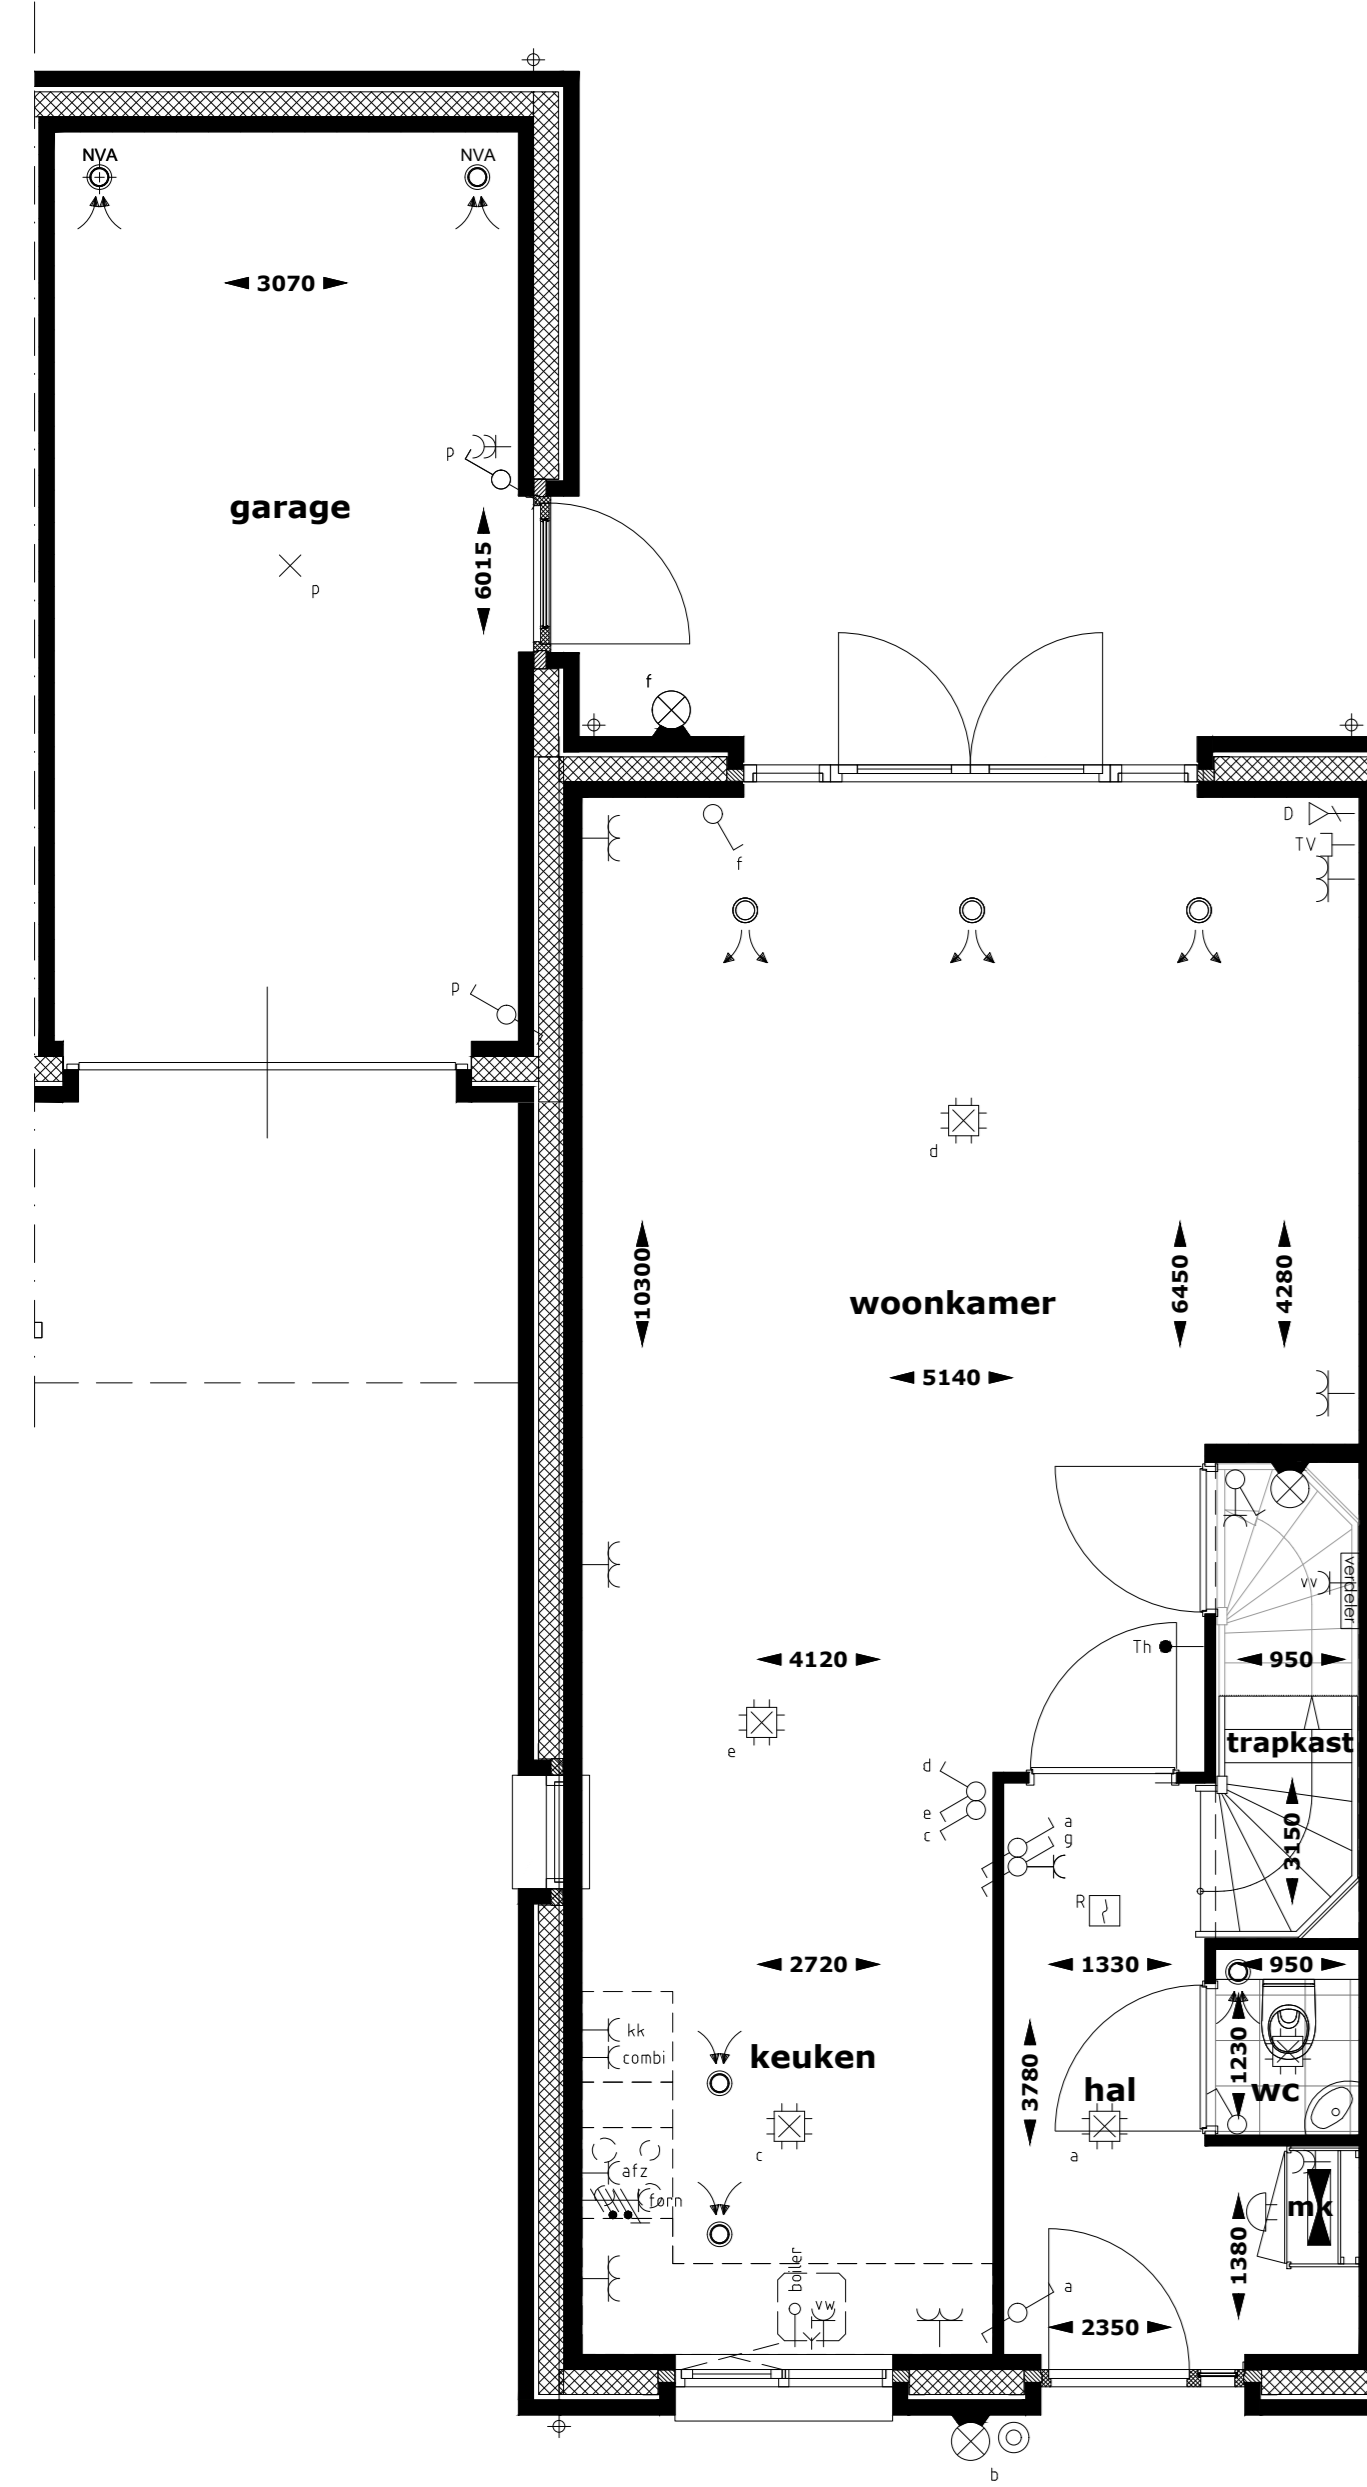 NVA NVA
3070
p
garage
6015
p
f
D
TV
f
p
d
10300
6450
4280
woonkamer
5140
vv
verdeler
Th
4120
950
e
trapkast
d
e
c
a
g
3150
R
2720
1330
950
kk
combi
keuken
3780
1230
hal
wc
c
a
afz
forn
mk
1380
boiler
vw
a
2350
b